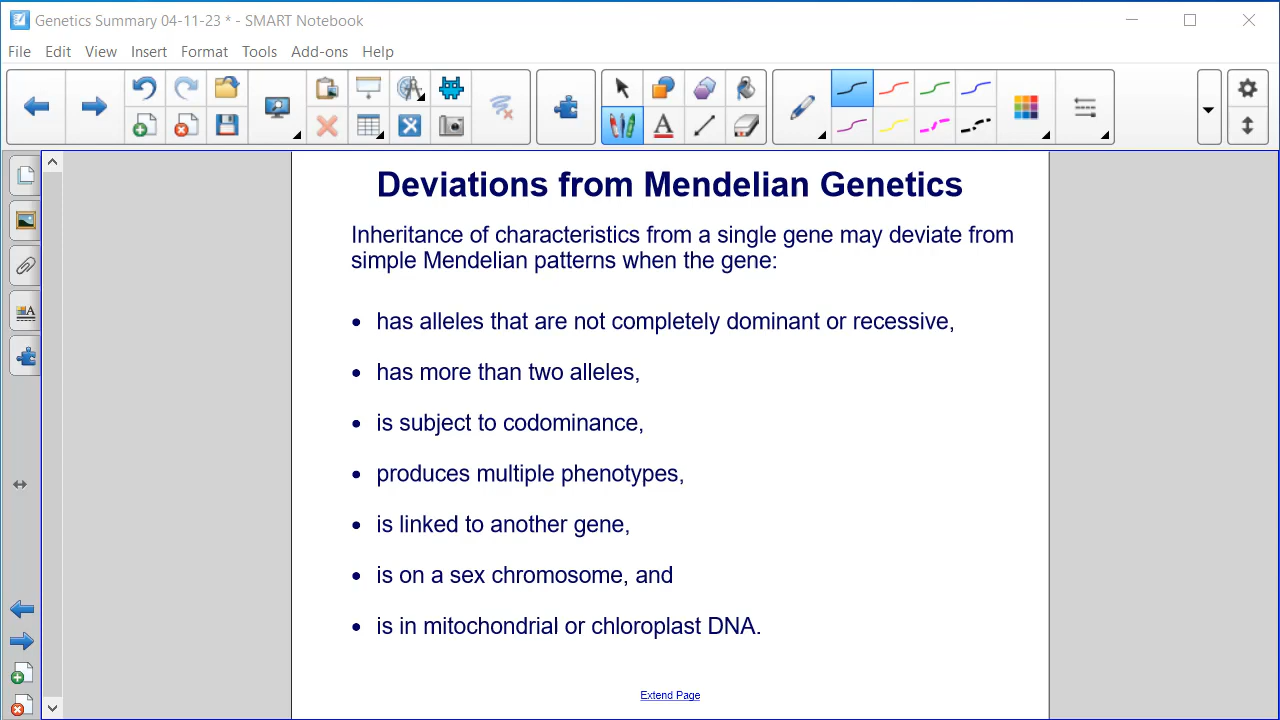 Genetics Summary 04-11-23 * - SMART Notebook
File Edit View Insert Format Tools Add-ons Help
Deviations from Mendelian Genetics
Inheritance of characteristics from a single gene may deviate from
simple Mendelian patterns when the gene:
• has alleles that are not completely dominant or recessive,
• has more than two alleles,
• is subject to codominance,
• produces multiple phenotypes,
• is linked to another gene,
• is on a sex chromosome, and
• is in mitochondrial or chloroplast DNA.
Extend Page